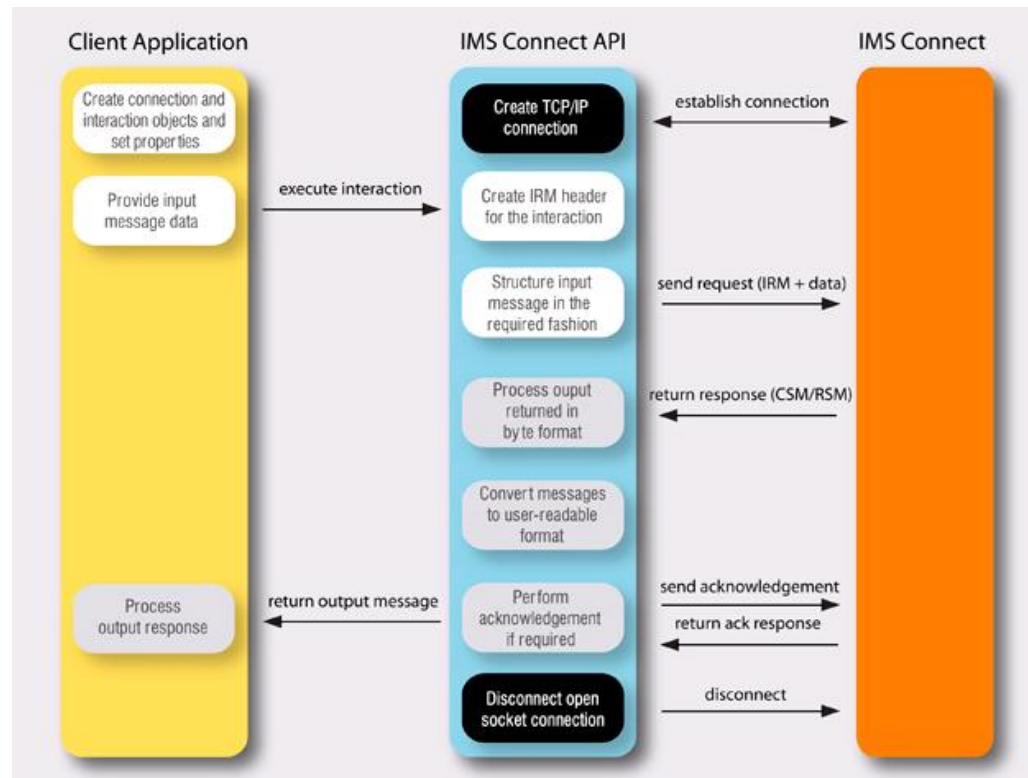 Client Application
IMS Connect API
IMS Connect
Create connection and
interaction objects and
set properties
Create TCP/IP
connection
establish connection
Provide input
message data
execute interaction
Create IRM header
for the interaction
Structure input
message in the
required fashion
send request (IRM + data)
Process ouput
returned in
byte format
return response (CSM/RSM)
Convert messages
to user-readable
format
Process
output response
return output message
Perform
acknowledgement
if required
send acknowledgement
return ack response
Disconnect open
socket connection
disconnect